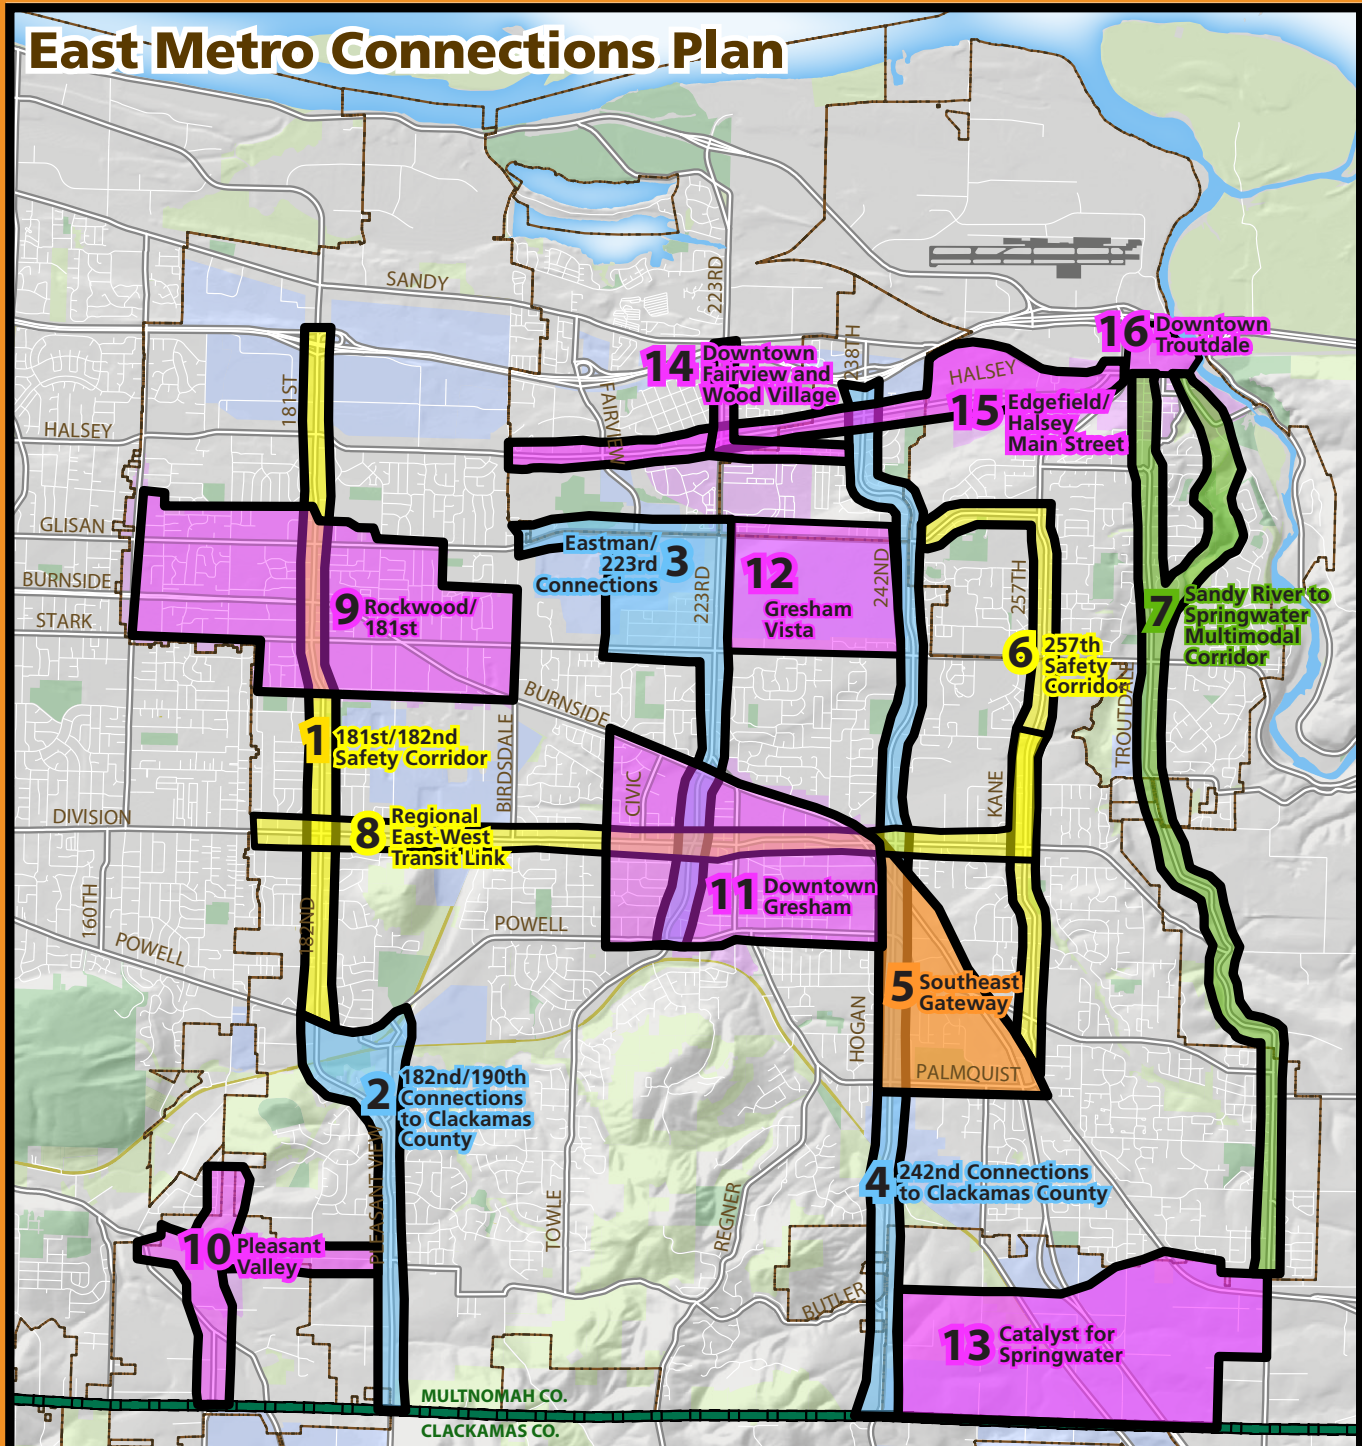 East Metro Connections Plan
SANDY
223RD
238TH
16 Downtown
Troutdale
14 Downtown
Fairview and
Wood Village
HALSEY
181ST
FAIRVIEW
15 Edgefield/
Halsey
Main Street
HALSEY
GLISAN
Eastman/
223rd
Connections
3
12
Gresham
Vista
223RD
242ND
257TH
BURNSIDE
STARK
9 Rockwood/
181st
7 Sandy River to
Springwater
Multimodal
Corridor
6 257th
Safety
Corridor
TROUTDALE
BURNSIDE
1 181st/182nd
Safety Corridor
BIRDSDALE
CIVIC
KANE
DIVISION
8 Regional
East-West
Transit Link
11 Downtown
Gresham
160TH
182ND
POWELL
POWELL
5 Southeast
Gateway
HOGAN
PALMQUIST
2 182nd/190th
Connections
to Clackamas
County
PLEASANT VIEW
4 242nd Connections
to Clackamas County
TOWLE
REGNER
10 Pleasant
Valley
BUTLER
13 Catalyst for
Springwater
MULTNOMAH CO.
CLACKAMAS CO.